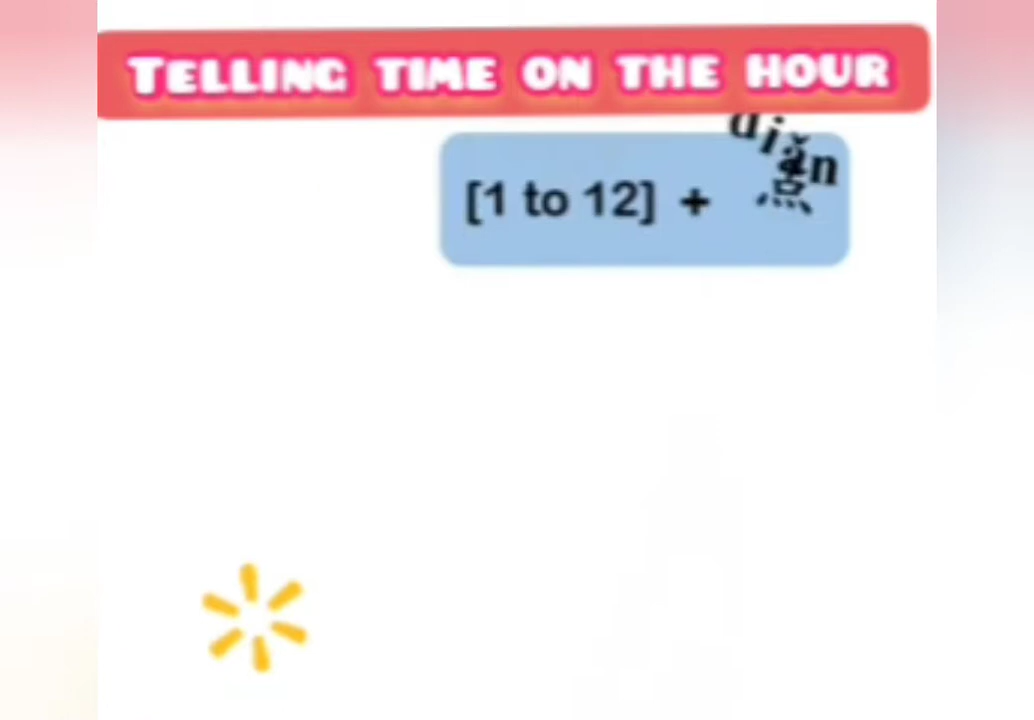 TELLING TIME ON THE HOUR
diǎn
[1 to 12] + 点